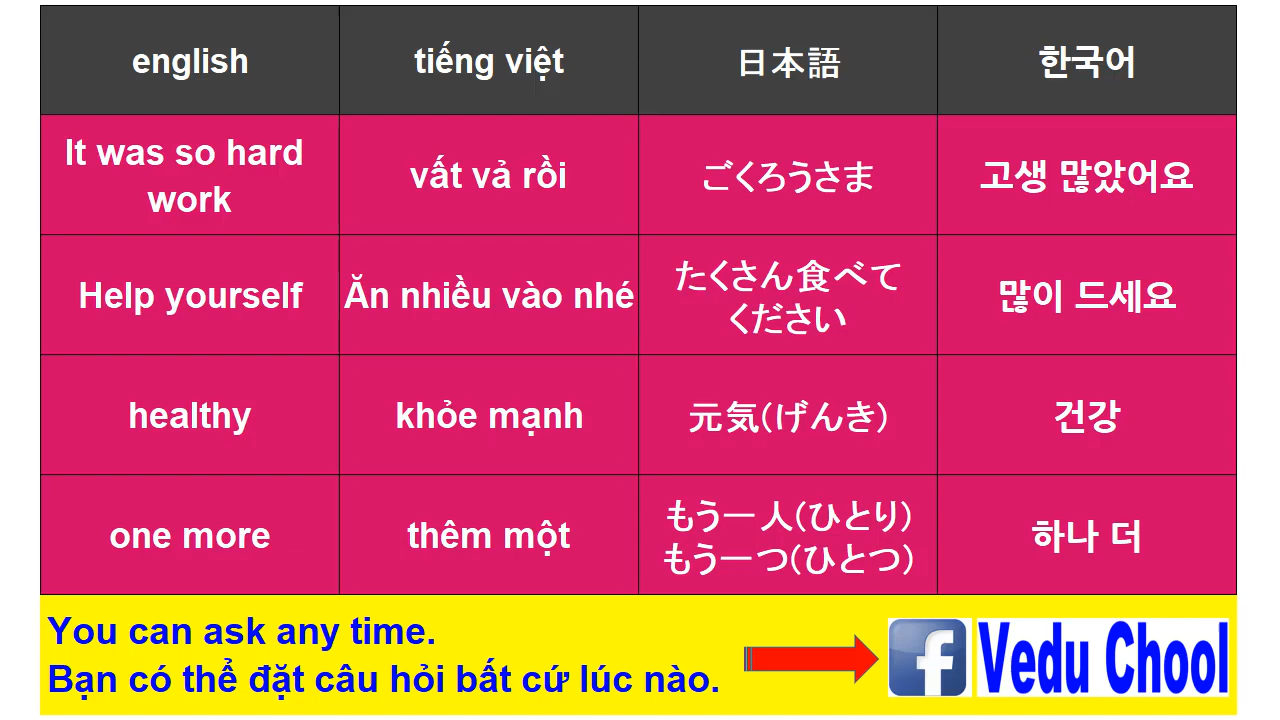 english
tiếng việt
日本語
한국어
It was so hard
work
vất vả rồi
ごくろうさま
고생 많았어요
Help yourself
Ăn nhiều vào nhé
たくさん食べて
ください
많이 드세요
healthy
khỏe mạnh
元気(げんき)
건강
one more
thêm một
もう一人(ひとり)
もう一つ(ひとつ)
하나 더
You can ask any time.
Bạn có thể đặt câu hỏi bất cứ lúc nào.
f
Vedu Chool